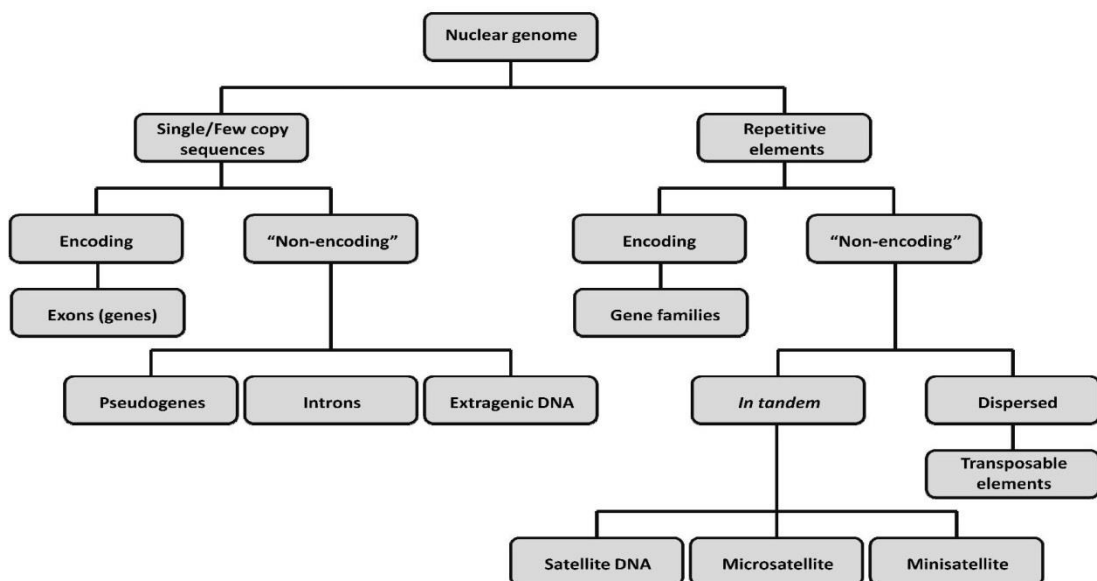 Nuclear genome
Single/Few copy
sequences
Repetitive
elements
Encoding
“Non-encoding”
Encoding
“Non-encoding”
Exons (genes)
Gene families
Pseudogenes
Introns
Extragenic DNA
In tandem
Dispersed
Transposable
elements
Satellite DNA
Microsatellite
Minisatellite